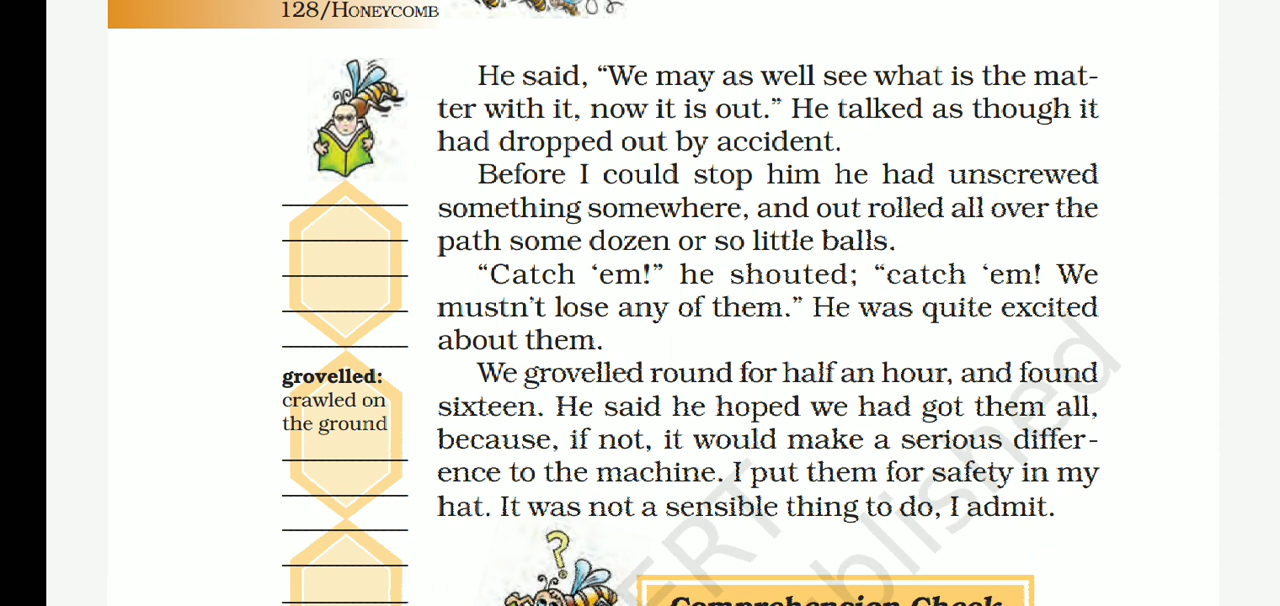 128/HONEYCOMB
He said, “We may as well see what is the mat-
ter with it, now it is out.” He talked as though it
had dropped out by accident.
Before I could stop him he had unscrewed
something somewhere, and out rolled all over the
path some dozen or so little balls.
“Catch ‘em!” he shouted; “catch ‘em! We
mustn’t lose any of them.” He was quite excited
about them.
We grovelled round for half an hour, and found
sixteen. He said he hoped we had got them all,
because, if not, it would make a serious differ-
ence to the machine. I put them for safety in my
hat. It was not a sensible thing to do, I admit.
grovelled:
crawled on
the ground
?
Comprehension Check